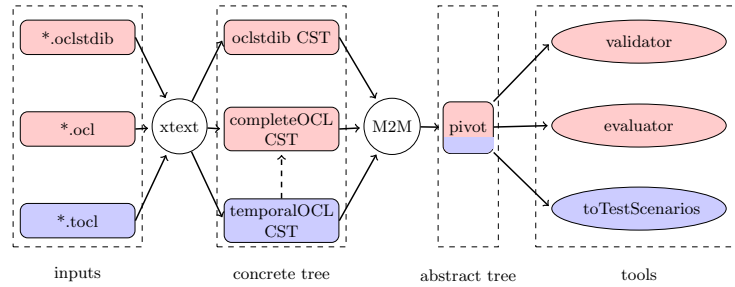 *.oclstdib
*.ocl
*.tocl
inputs
xtext
oclstdib CST
completeOCL
CST
temporalOCL
CST
concrete tree
M2M
pivot
abstract tree
validator
evaluator
toTestScenarios
tools